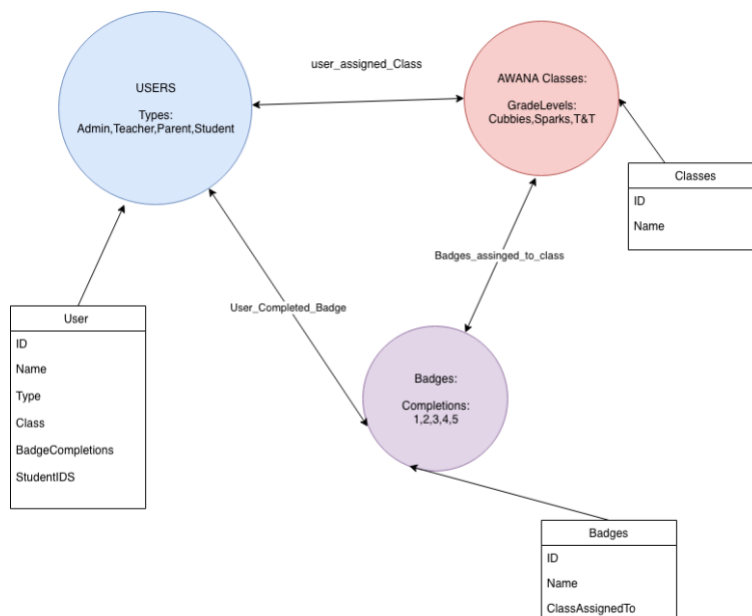 USERS
Types:
Admin,Teacher,Parent,Student
user_assigned_Class
AWANA Classes:
GradeLevels:
Cubbies,Sparks,T&T
Classes
ID
Name
Badges_assinged_to_class
User_Completed_Badge
User
ID
Name
Type
Class
BadgeCompletions
StudentIDS
Badges:
Completions:
1,2,3,4,5
Badges
ID
Name
ClassAssignedTo